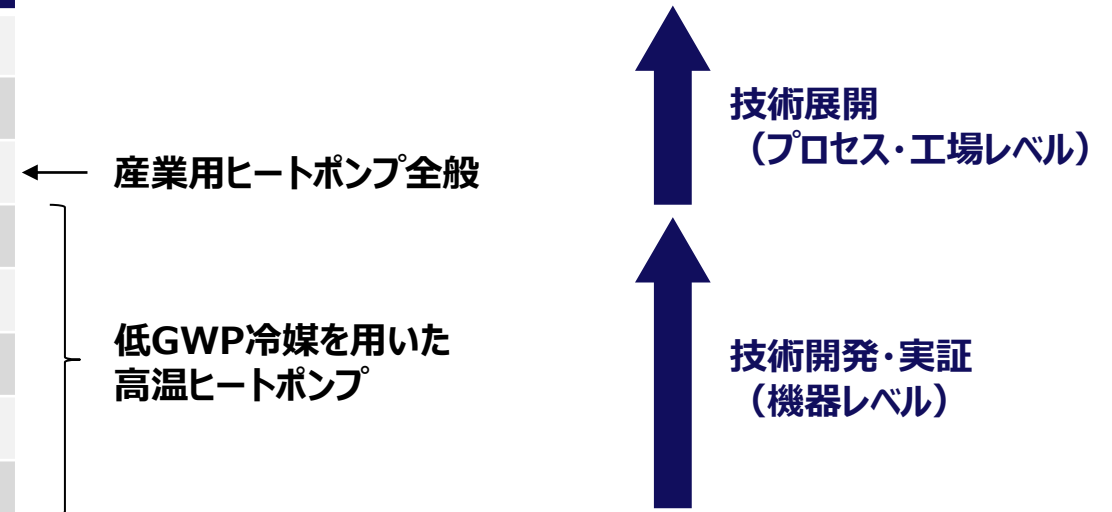 技術展開
（プロセス・工場レベル）
産業用ヒートポンプ全般
低GWP冷媒を用いた
高温ヒートポンプ
技術開発・実証
（機器レベル）